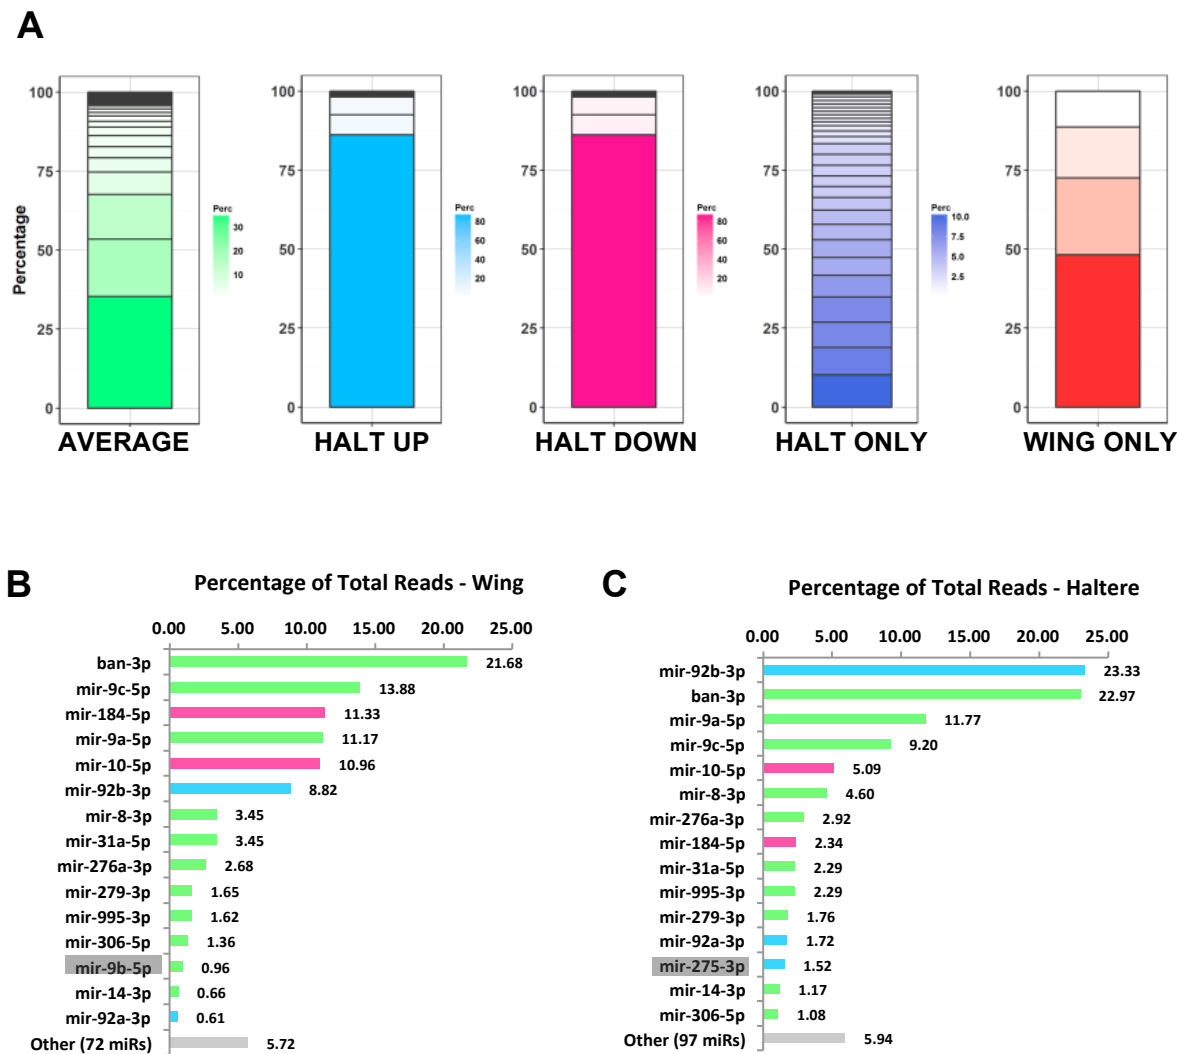 A
Percentage
100
75
50
25
0
Perc
30
20
10
AVERAGE
100
75
50
25
0
Perc
80
60
40
20
HALT UP
100
75
50
25
0
Perc
80
60
40
20
HALT DOWN
100
75
50
25
0
Perc
10.0
7.5
5.0
2.5
HALT ONLY
100
75
50
25
0
WING ONLY
B
Percentage of Total Reads - Wing
0.00 5.00 10.00 15.00 20.00 25.00
ban-3p 21.68
mir-9c-5p 13.88
mir-184-5p 11.33
mir-9a-5p 11.17
mir-10-5p 10.96
mir-92b-3p 8.82
mir-8-3p 3.45
mir-31a-5p 3.45
mir-276a-3p 2.68
mir-279-3p 1.65
mir-995-3p 1.62
mir-306-5p 1.36
mir-9b-5p 0.96
mir-14-3p 0.66
mir-92a-3p 0.61
Other (72 miRs) 5.72
C
Percentage of Total Reads - Haltere
0.00 5.00 10.00 15.00 20.00 25.00
mir-92b-3p 23.33
ban-3p 22.97
mir-9a-5p 11.77
mir-9c-5p 9.20
mir-10-5p 5.09
mir-8-3p 4.60
mir-276a-3p 2.92
mir-184-5p 2.34
mir-31a-5p 2.29
mir-995-3p 2.29
mir-279-3p 1.76
mir-92a-3p 1.72
mir-275-3p 1.52
mir-14-3p 1.17
mir-306-5p 1.08
Other (97 miRs) 5.94